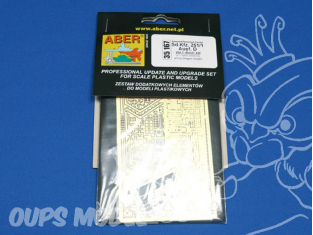 ABER
www.aber.net.pl
35 167
Sd.Kfz. 251/1
Ausf. D
PROFESSIONAL UPDATE AND UPGRADE SET
FOR SCALE PLASTIC MODELS
ZESTAW DODATKOWYCH ELEMENTÓW
DO MODELI PLASTIKOWYCH
OUPS MODEL